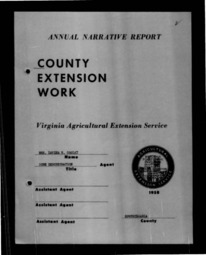 ANNUAL NARRATIVE REPORT
COUNTY
EXTENSION
WORK
Virginia Agricultural Extension Service
Name
HOME DEMONSTRATION Agent
Title
Assistant Agent
Assistant Agent
1958
Assistant Agent
County